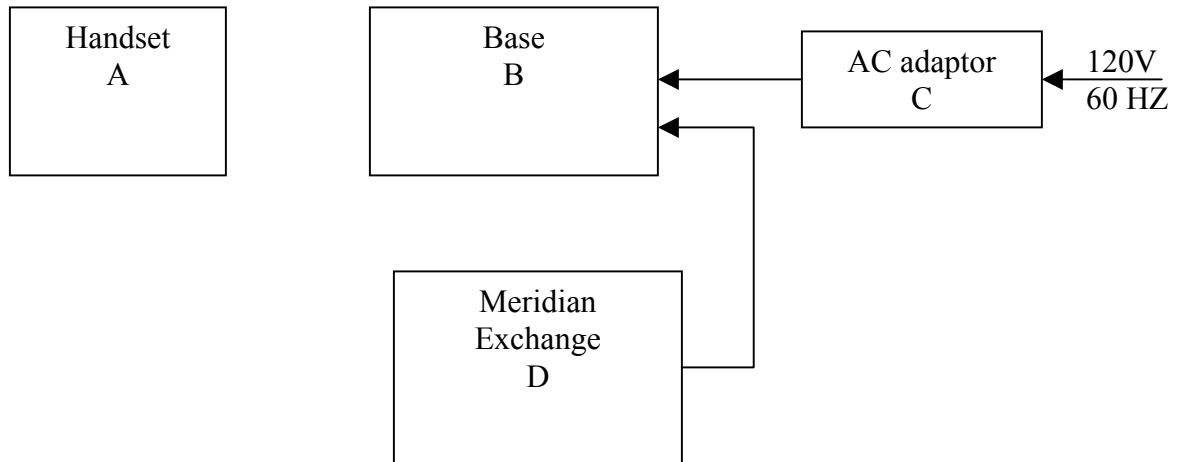 Handset
A
Base
B
AC adaptor
C
120V
60 HZ
Meridian
Exchange
D